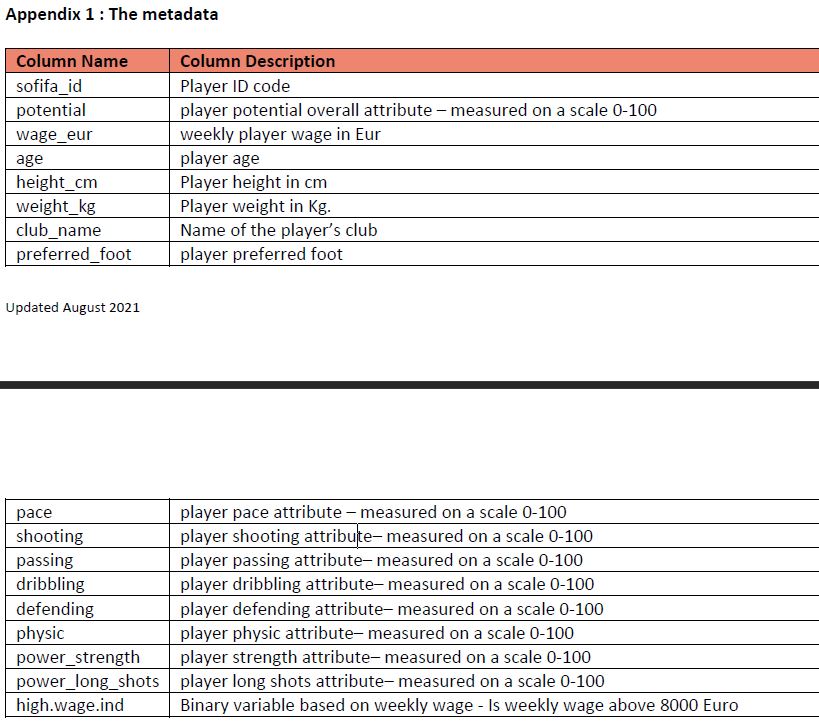 Appendix 1 : The metadata
Column Name Column Description
sofifa_id Player ID code
potential player potential overall attribute – measured on a scale 0-100
wage_eur weekly player wage in Eur
age player age
height_cm Player height in cm
weight_kg Player weight in Kg.
club_name Name of the player’s club
preferred_foot player preferred foot
Updated August 2021
pace player pace attribute – measured on a scale 0-100
shooting player shooting attribute– measured on a scale 0-100
passing player passing attribute– measured on a scale 0-100
dribbling player dribbling attribute– measured on a scale 0-100
defending player defending attribute– measured on a scale 0-100
physic player physic attribute– measured on a scale 0-100
power_strength player strength attribute– measured on a scale 0-100
power_long_shots player long shots attribute– measured on a scale 0-100
high.wage.ind Binary variable based on weekly wage - Is weekly wage above 8000 Euro